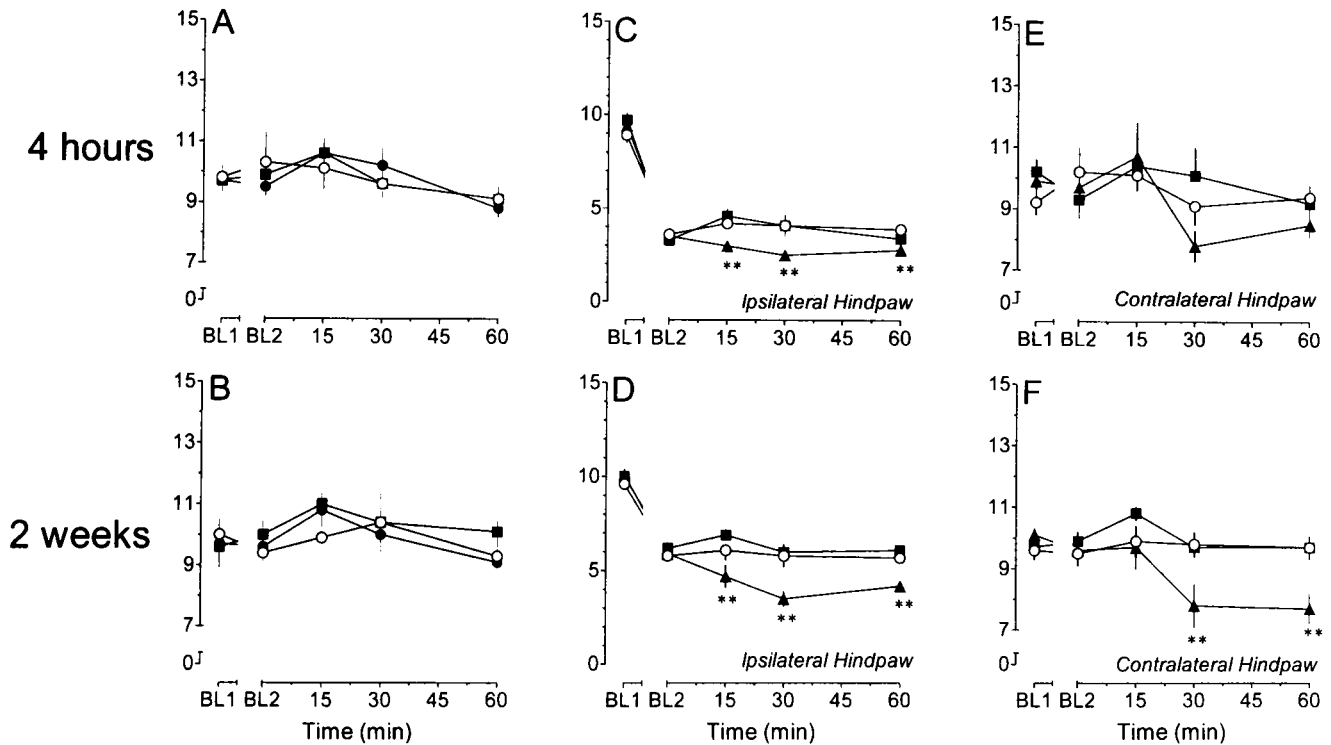 4 hours
A
15
13
11
9
7
0
BL1 BL2 15 30 45 60
C
15
10
5
0
** ** **
Ipsilateral Hindpaw
BL1 BL2 15 30 45 60
E
15
13
11
9
7
0
Contralateral Hindpaw
BL1 BL2 15 30 45 60
2 weeks
B
15
13
11
9
7
0
BL1 BL2 15 30 45 60
Time (min)
D
15
10
5
0
** ** **
Ipsilateral Hindpaw
BL1 BL2 15 30 45 60
Time (min)
F
15
13
11
9
7
0
** **
Contralateral Hindpaw
BL1 BL2 15 30 45 60
Time (min)